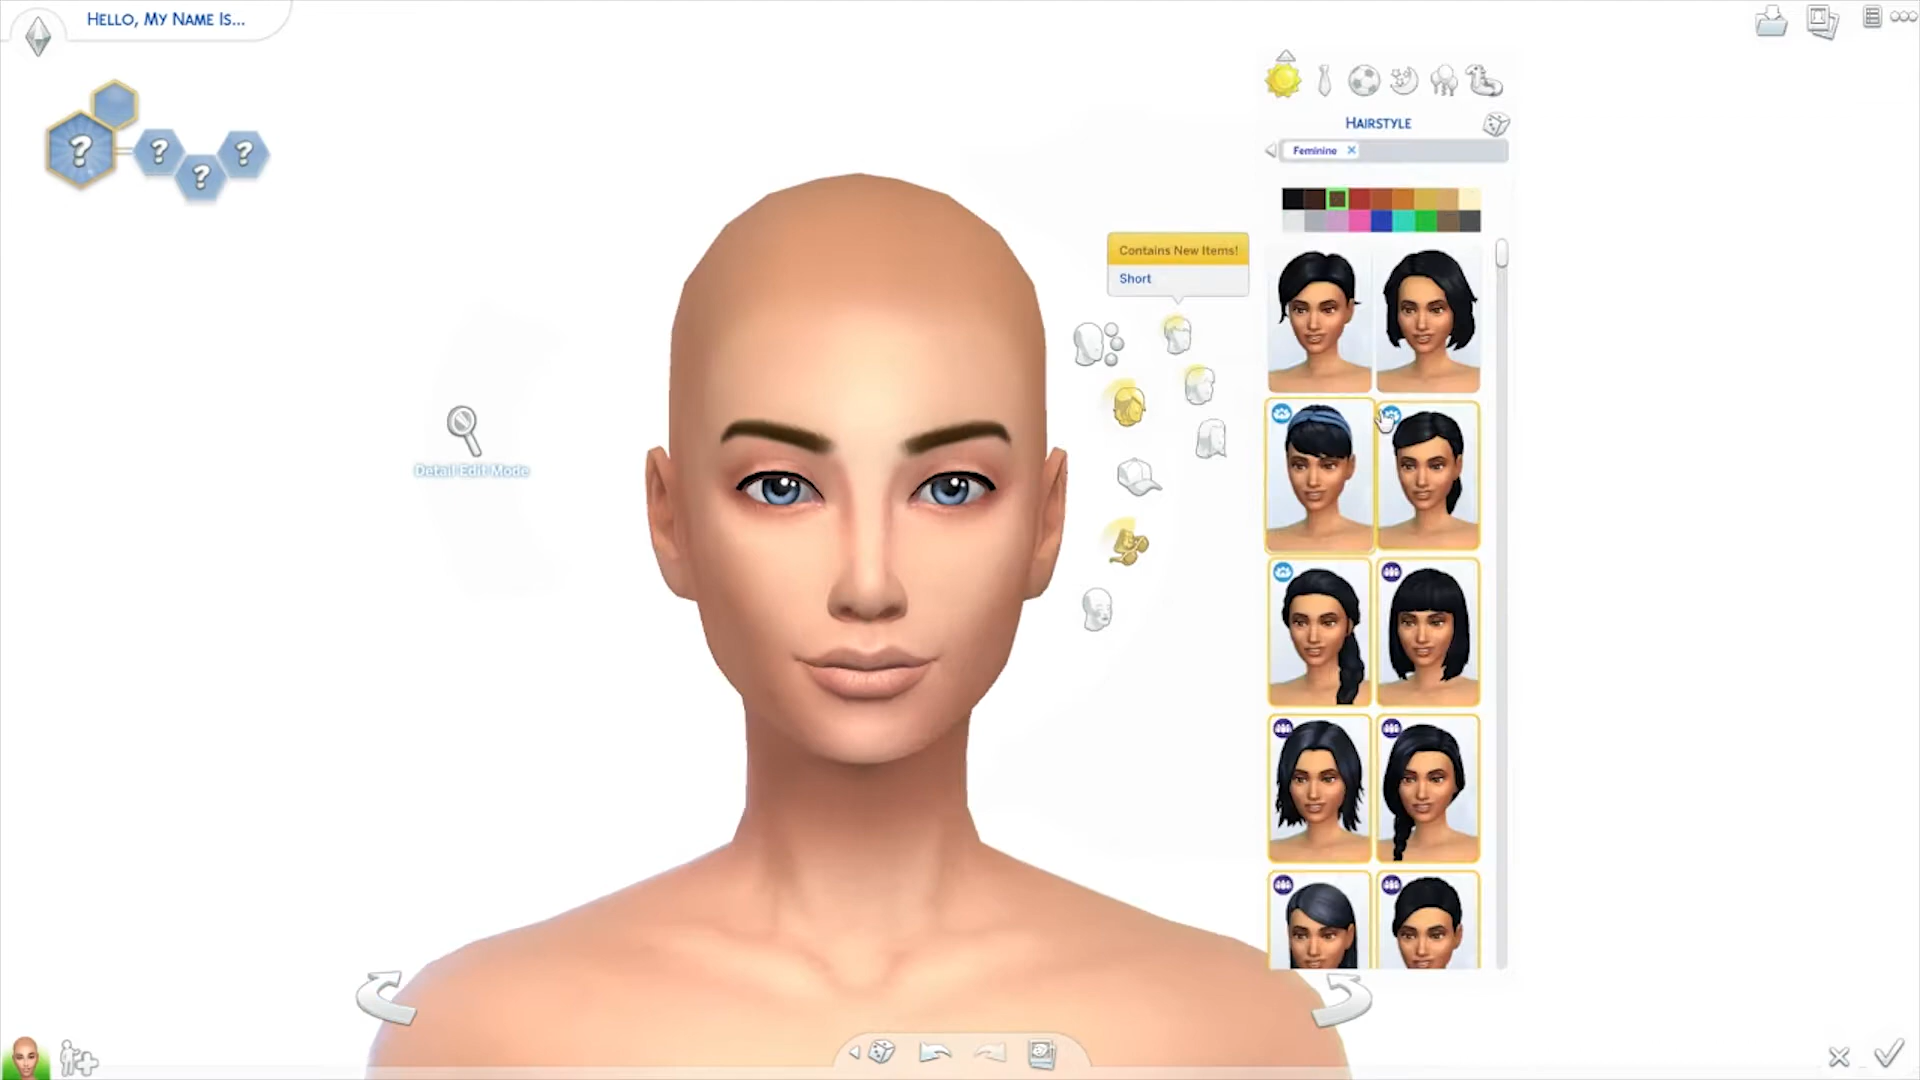 Hello, My Name Is...
Hairstyle
Feminine X
Contains New Items!
Short
Detail Edit Mode
? ? ? ?